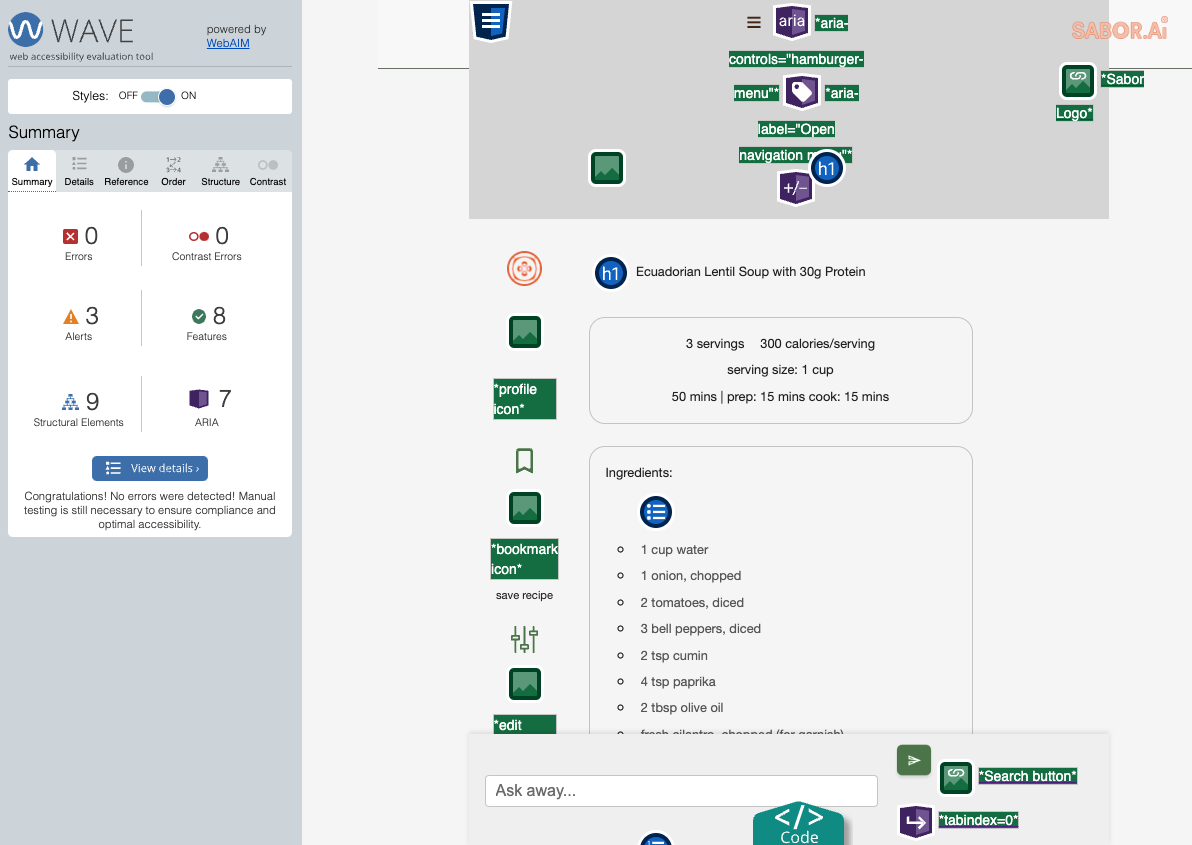 WAVE
powered by
WebAIM
web accessibility evaluation tool
Styles: OFF ON
Summary
Summary Details Reference Order Structure Contrast
0 0
Errors Contrast Errors
3 8
Alerts Features
9 7
Structural Elements ARIA
View details ›
Congratulations! No errors were detected! Manual
testing is still necessary to ensure compliance and
optimal accessibility.
aria *aria-
controls="hamburger-
menu"* *aria-
label="Open
navigation
h1
+/-
SABOR.Ai
*Sabor
Logo*
h1 Ecuadorian Lentil Soup with 30g Protein
3 servings 300 calories/serving
serving size: 1 cup
50 mins | prep: 15 mins cook: 15 mins
*profile
icon*
*bookmark
icon*
save recipe
*edit
Ingredients:
1 cup water
1 onion, chopped
2 tomatoes, diced
3 bell peppers, diced
2 tsp cumin
4 tsp paprika
2 tbsp olive oil
fresh cilantro, chopped (for garnish)
Ask away...
*Search button*
*tabindex=0*
</>
Code